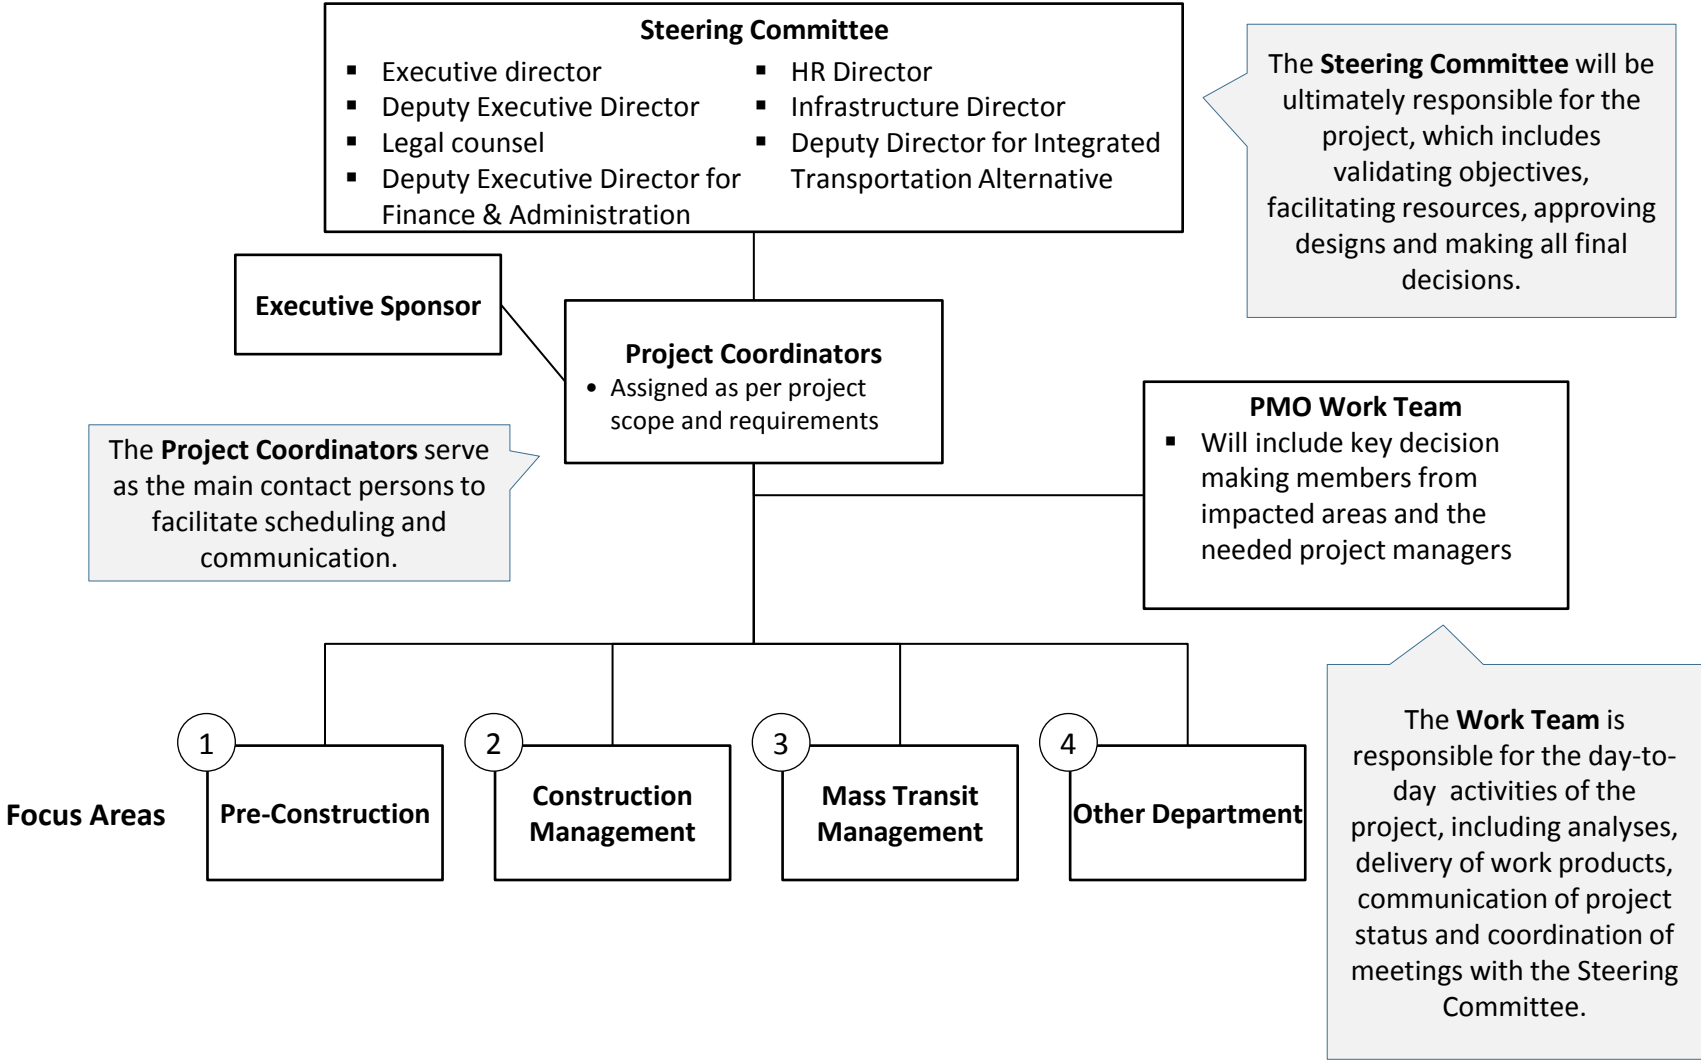 Steering Committee
▪ Executive director
▪ Deputy Executive Director
▪ Legal counsel
▪ Deputy Executive Director for
Finance & Administration
▪ HR Director
▪ Infrastructure Director
▪ Deputy Director for Integrated
Transportation Alternative
The Steering Committee will be
ultimately responsible for the
project, which includes
validating objectives,
facilitating resources, approving
designs and making all final
decisions.
Executive Sponsor
Project Coordinators
• Assigned as per project
scope and requirements
PMO Work Team
▪ Will include key decision
making members from
impacted areas and the
needed project managers
The Project Coordinators serve
as the main contact persons to
facilitate scheduling and
communication.
Focus Areas
1
Pre-Construction
2
Construction
Management
3
Mass Transit
Management
4
Other Department
The Work Team is
responsible for the day-to-
day activities of the
project, including analyses,
delivery of work products,
communication of project
status and coordination of
meetings with the Steering
Committee.